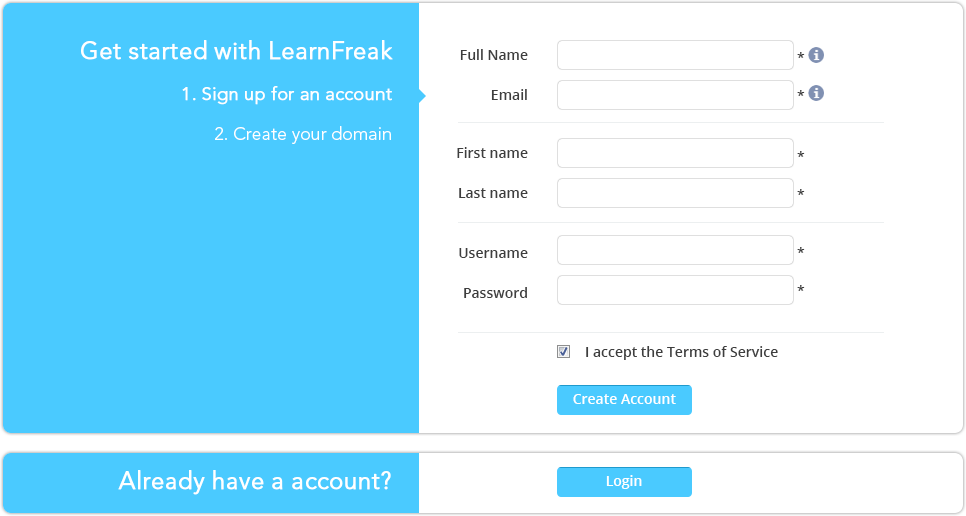 Get started with LearnFreak
1. Sign up for an account
2. Create your domain
Full Name * i
Email * i
First name *
Last name *
Username *
Password *
I accept the Terms of Service
Create Account
Already have a account?
Login